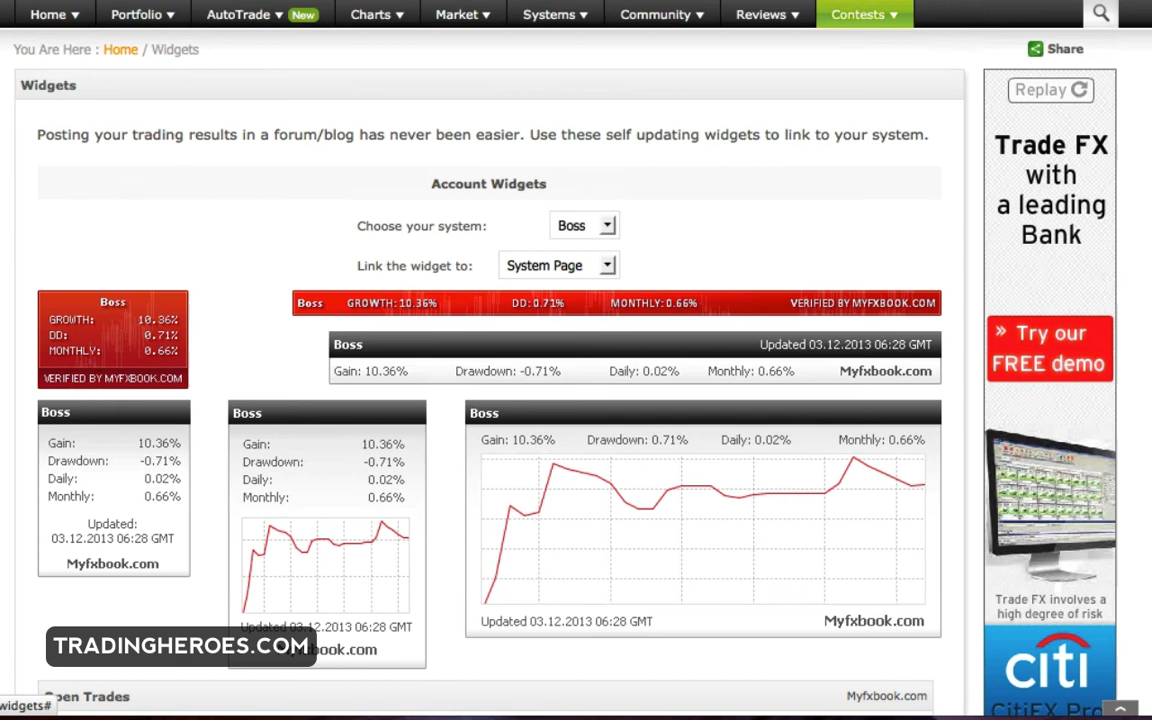 Home Portfolio AutoTrade New Charts Market Systems Community Reviews Contests
You Are Here : Home / Widgets
Share
Widgets
Posting your trading results in a forum/blog has never been easier. Use these self updating widgets to link to your system.
Account Widgets
Choose your system: Boss
Link the widget to: System Page
Boss
GROWTH: 10.36%
DD: 0.71%
MONTHLY: 0.66%
VERIFIED BY MYFXBOOK.COM
Boss GROWTH: 10.36% DD: 0.71% MONTHLY: 0.66% VERIFIED BY MYFXBOOK.COM
Boss Updated 03.12.2013 06:28 GMT
Gain: 10.36% Drawdown: -0.71% Daily: 0.02% Monthly: 0.66% Myfxbook.com
Boss
Gain: 10.36%
Drawdown: -0.71%
Daily: 0.02%
Monthly: 0.66%
Updated:
03.12.2013 06:28 GMT
Myfxbook.com
Boss
Gain: 10.36%
Drawdown: -0.71%
Daily: 0.02%
Monthly: 0.66%
Updated 03.12.2013 06:28 GMT
Boss
Gain: 10.36% Drawdown: 0.71% Daily: 0.02% Monthly: 0.66%
Updated 03.12.2013 06:28 GMT Myfxbook.com
TRADINGHEROES.COM
Open Trades Myfxbook.com
widgets#
Replay
Trade FX
with
a leading
Bank
» Try our
FREE demo
Trade FX involves a
high degree of risk
citi
CitiFX Pro